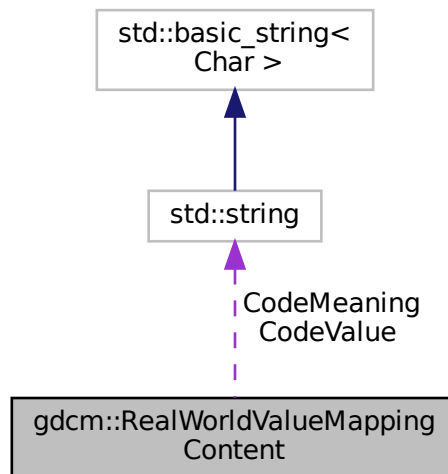 std::basic_string<
Char >
std::string
CodeMeaning
CodeValue
gdcm::RealWorldValueMapping
Content